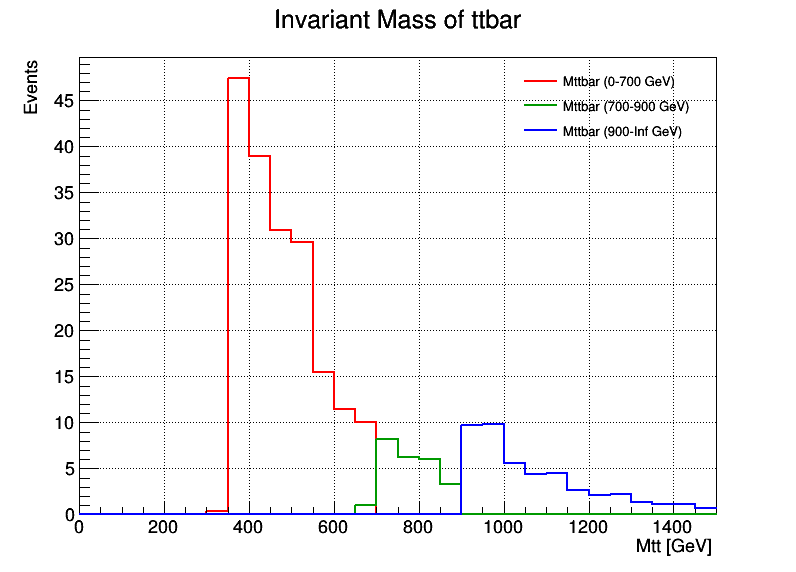 Invariant Mass of ttbar
Events
Mttbar (0-700 GeV)
Mttbar (700-900 GeV)
Mttbar (900-Inf GeV)
45
40
35
30
25
20
15
10
5
0
0 200 400 600 800 1000 1200 1400
Mtt [GeV]